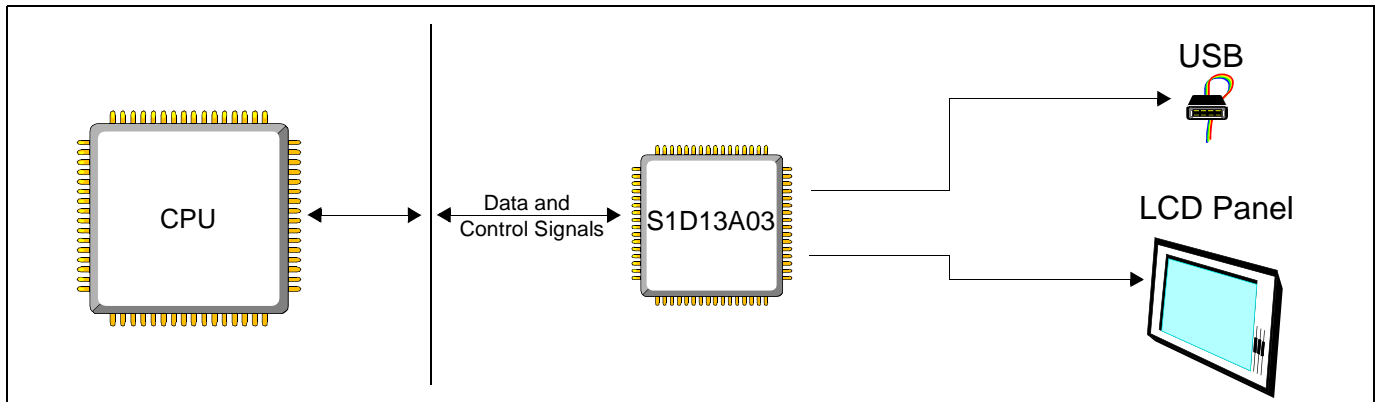 CPU
Data and
Control Signals
S1D13A03
USB
LCD Panel